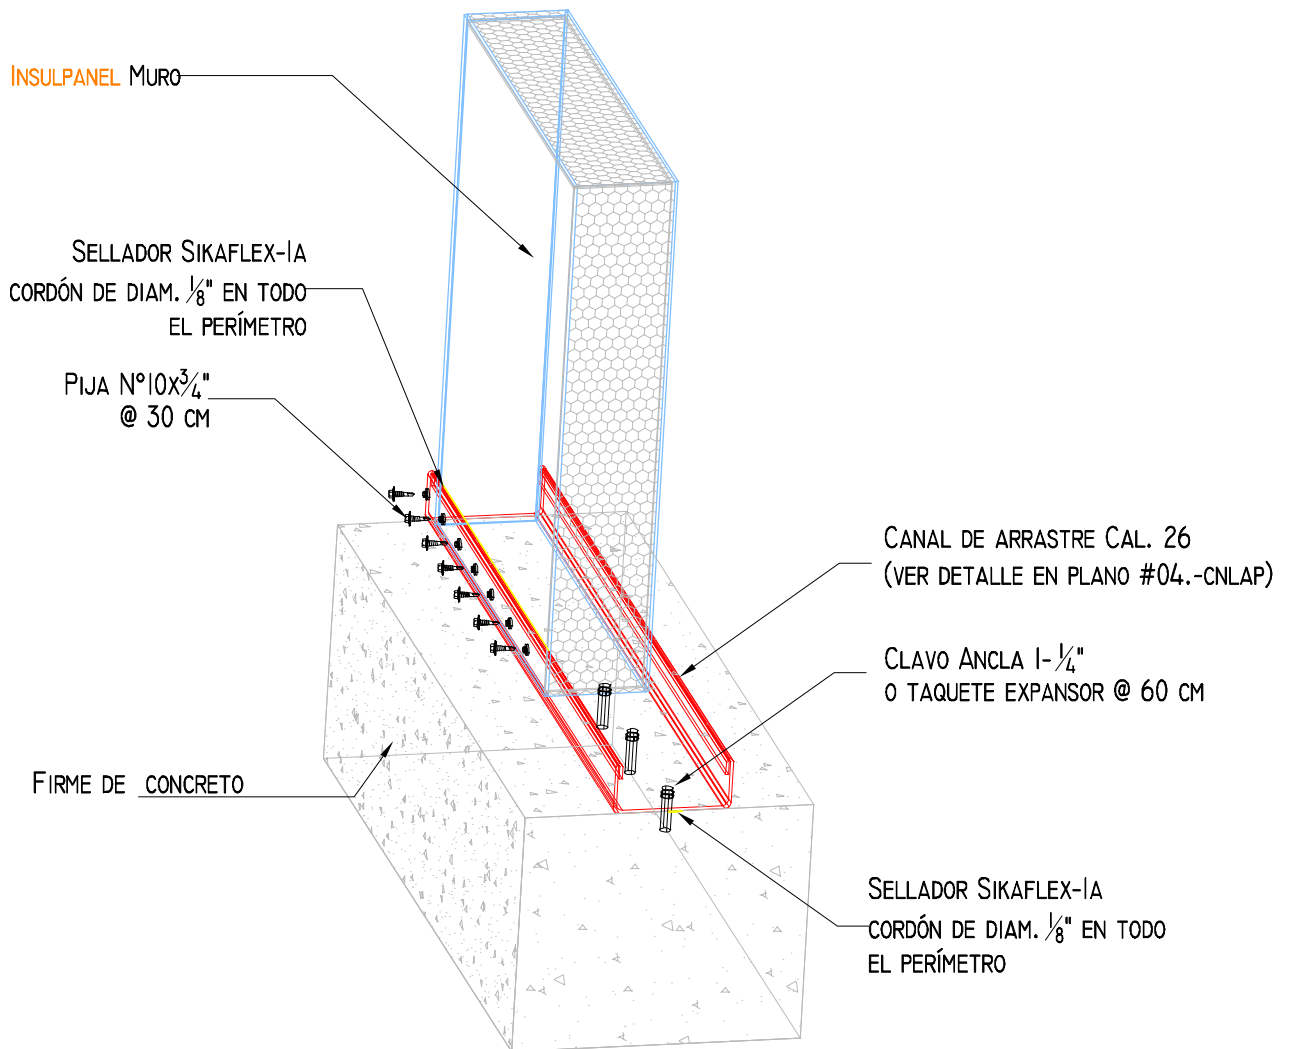 INSULPANEL MURO
SELLADOR SIKAFLEX-1A
CORDÓN DE DIAM. 1/8" EN TODO
EL PERÍMETRO
PIJA N°10X3/4"
@ 30 CM
CANAL DE ARRASTRE CAL. 26
(VER DETALLE EN PLANO #04.-CNLAP)
CLAVO ANCLA 1-1/4"
O TAQUETE EXPANSOR @ 60 CM
FIRME DE CONCRETO
SELLADOR SIKAFLEX-1A
CORDÓN DE DIAM. 1/8" EN TODO
EL PERÍMETRO